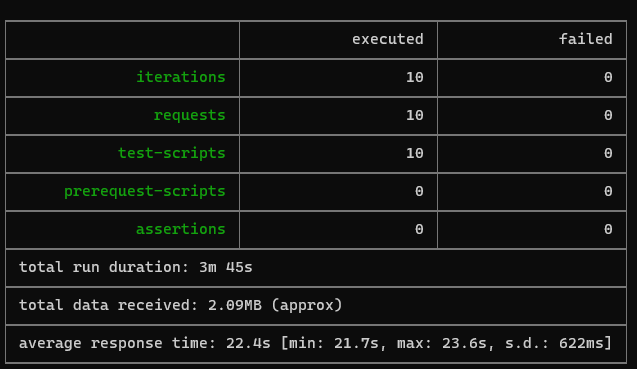 executed failed
iterations 10 0
requests 10 0
test-scripts 10 0
prerequest-scripts 0 0
assertions 0 0
total run duration: 3m 45s
total data received: 2.09MB (approx)
average response time: 22.4s [min: 21.7s, max: 23.6s, s.d.: 622ms]